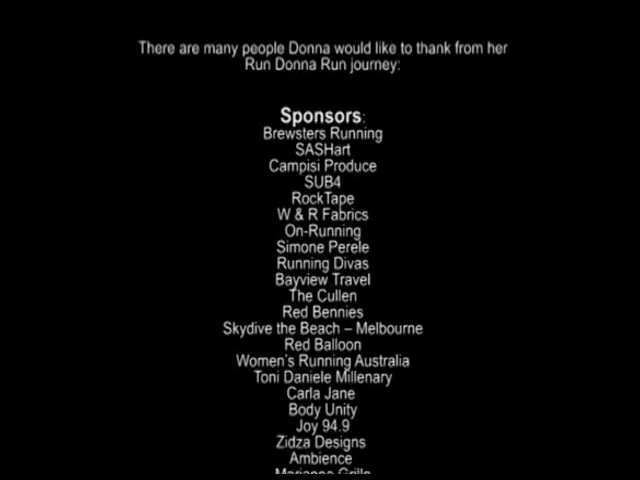 There are many people Donna would like to thank from her
Run Donna Run journey:
Sponsors:
Brewsters Running
SASHart
Campisi Produce
SUB4
RockTape
W & R Fabrics
On-Running
Simone Perele
Running Divas
Bayview Travel
The Cullen
Red Bennies
Skydive the Beach – Melbourne
Red Balloon
Women's Running Australia
Toni Daniele Millenary
Carla Jane
Body Unity
Joy 94.9
Zidza Designs
Ambience